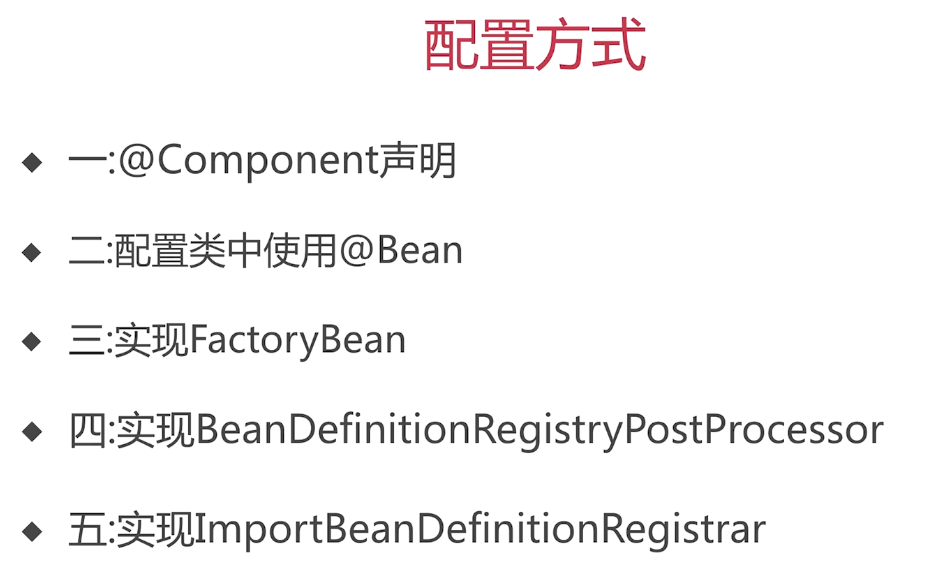 配置方式
◆ 一:@Component声明
◆ 二:配置类中使用@Bean
◆ 三:实现FactoryBean
◆ 四:实现BeanDefinitionRegistryPostProcessor
◆ 五:实现ImportBeanDefinitionRegistrar